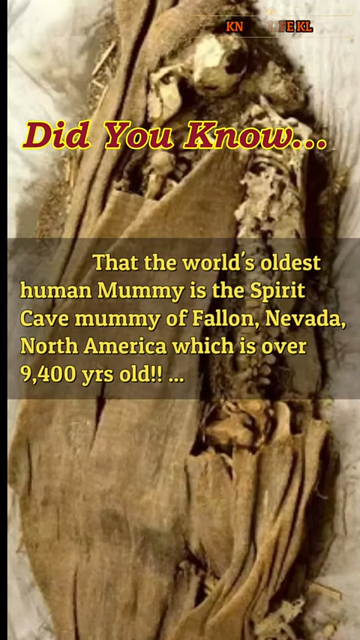 Did You Know...
That the world's oldest
human Mummy is the Spirit
Cave mummy of Fallon, Nevada,
North America which is over
9,400 yrs old!! ...